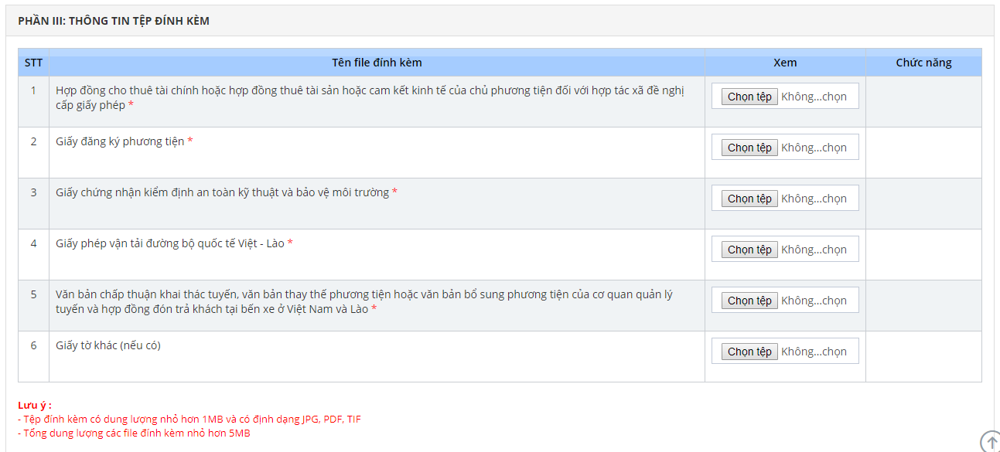 PHẦN III: THÔNG TIN TỆP ĐÍNH KÈM
STT Tên file đính kèm Xem Chức năng
1 Hợp đồng cho thuê tài chính hoặc hợp đồng thuê tài sản hoặc cam kết kinh tế của chủ phương tiện đối với hợp tác xã đề nghị
cấp giấy phép * Chọn tệp Không...chọn
2 Giấy đăng ký phương tiện * Chọn tệp Không...chọn
3 Giấy chứng nhận kiểm định an toàn kỹ thuật và bảo vệ môi trường * Chọn tệp Không...chọn
4 Giấy phép vận tải đường bộ quốc tế Việt - Lào * Chọn tệp Không...chọn
5 Văn bản chấp thuận khai thác tuyến, văn bản thay thế phương tiện hoặc văn bản bổ sung phương tiện của cơ quan quản lý
tuyến và hợp đồng đón trả khách tại bến xe ở Việt Nam và Lào * Chọn tệp Không...chọn
6 Giấy tờ khác (nếu có) Chọn tệp Không...chọn
Lưu ý :
- Tệp đính kèm có dung lượng nhỏ hơn 1MB và có định dạng JPG, PDF, TIF
- Tổng dung lượng các file đính kèm nhỏ hơn 5MB